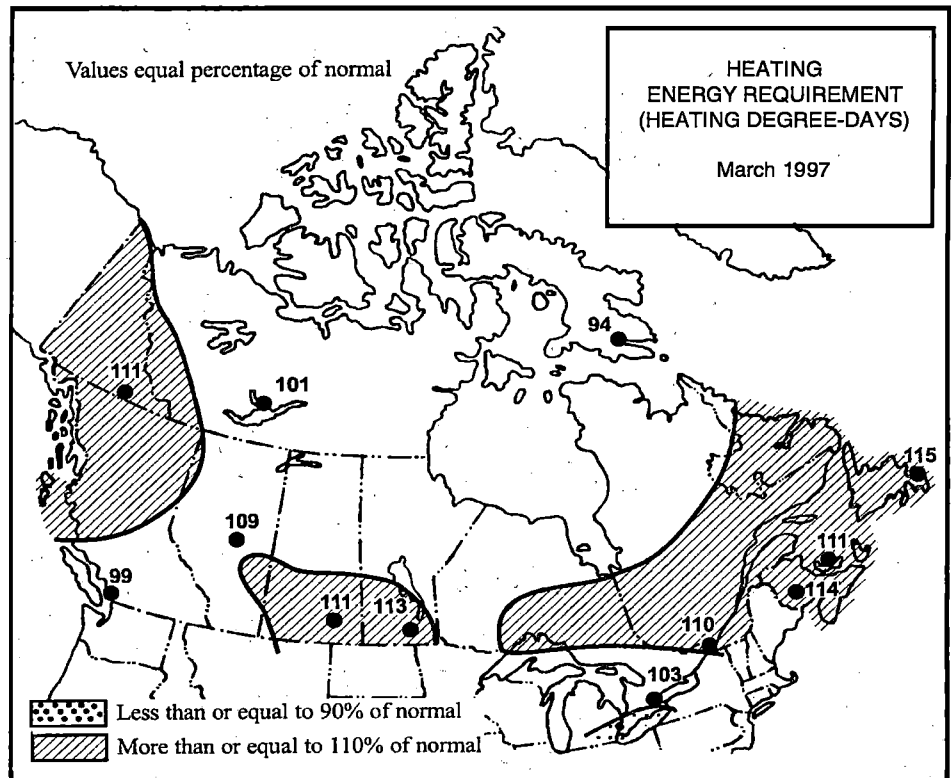 Values equal percentage of normal
HEATING
ENERGY REQUIREMENT
(HEATING DEGREE-DAYS)
March 1997
94
111
101
115
109
111
99
114
111
113
110
103
Less than or equal to 90% of normal
More than or equal to 110% of normal